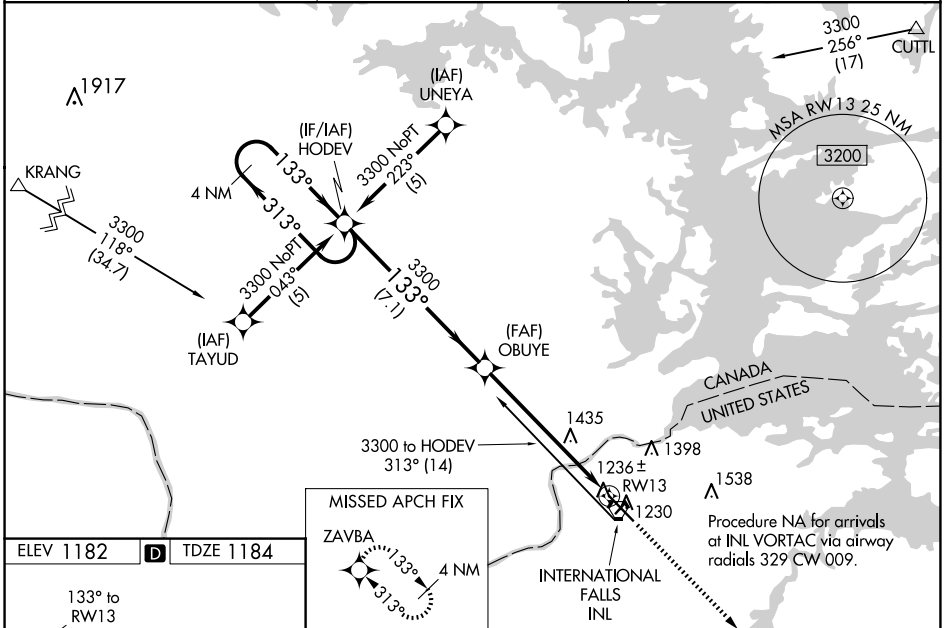 3300
256°
(17)
CUTTL
1917
(IAF)
UNEYA
MSA RW13 25 NM
3200
(IF/IAF)
HODEV
3300 NoPT
223°
(5)
133°
4 NM
313°
KRANG
3300
118°
(34.7)
3300 NoPT
043°
(5)
3300
133°
(7.1)
(IAF)
TAYUD
(FAF)
OBUYE
CANADA
UNITED STATES
1435
1398
3300 to HODEV
313° (14)
1236±
RW13
1538
1230
MISSED APCH FIX
ZAVBA
133°
4 NM
313°
Procedure NA for arrivals
at INL VORTAC via airway
radials 329 CW 009.
INTERNATIONAL
FALLS
INL
ELEV 1182 D TDZE 1184
133° to
RW13